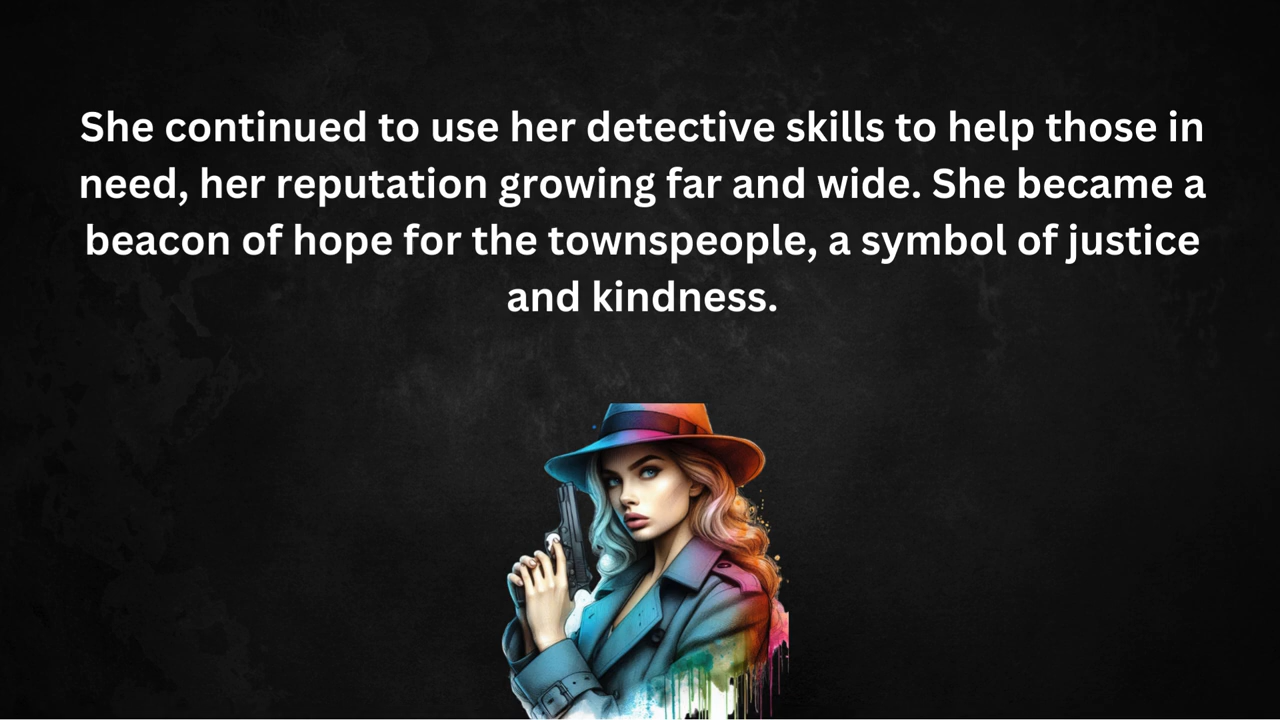 She continued to use her detective skills to help those in
need, her reputation growing far and wide. She became a
beacon of hope for the townspeople, a symbol of justice
and kindness.